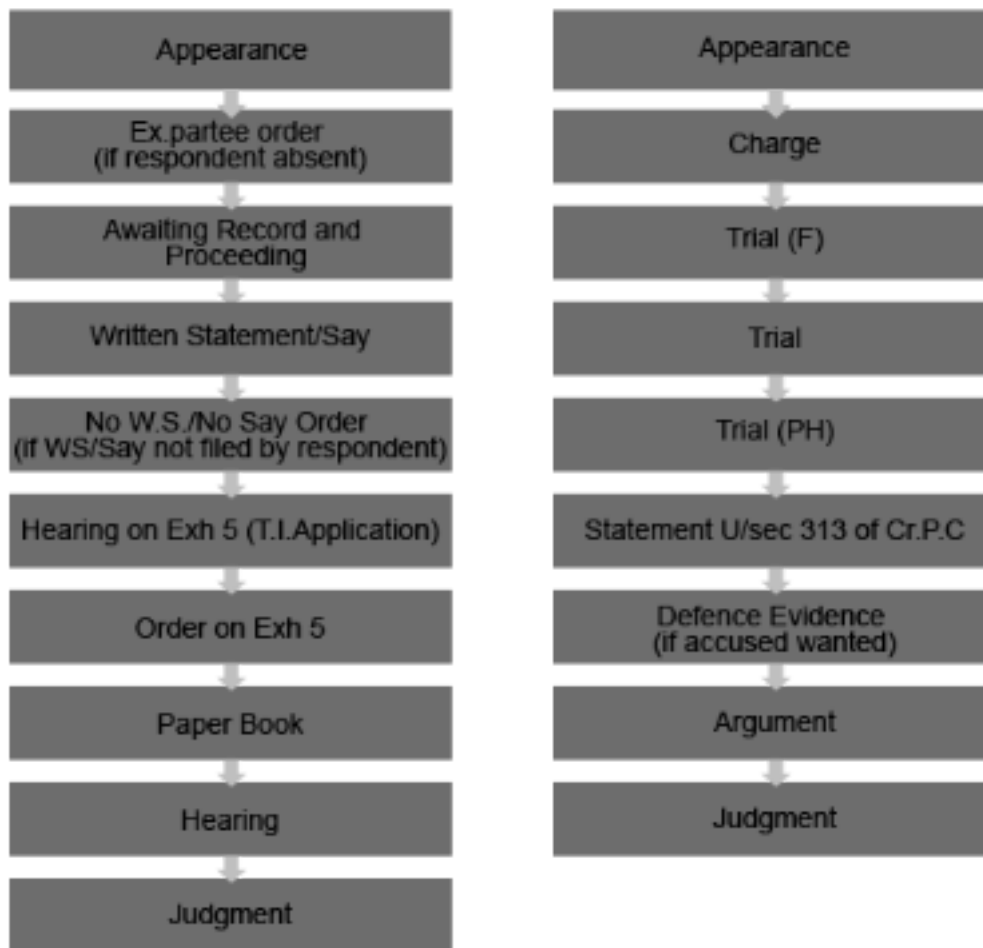 Appearance
Ex.partee order
(if respondent absent)
Awaiting Record and
Proceeding
Written Statement/Say
No W.S./No Say Order
(if WS/Say not filed by respondent)
Hearing on Exh 5 (T.I.Application)
Order on Exh 5
Paper Book
Hearing
Judgment
Appearance
Charge
Trial (F)
Trial
Trial (PH)
Statement U/sec 313 of Cr.P.C
Defence Evidence
(if accused wanted)
Argument
Judgment